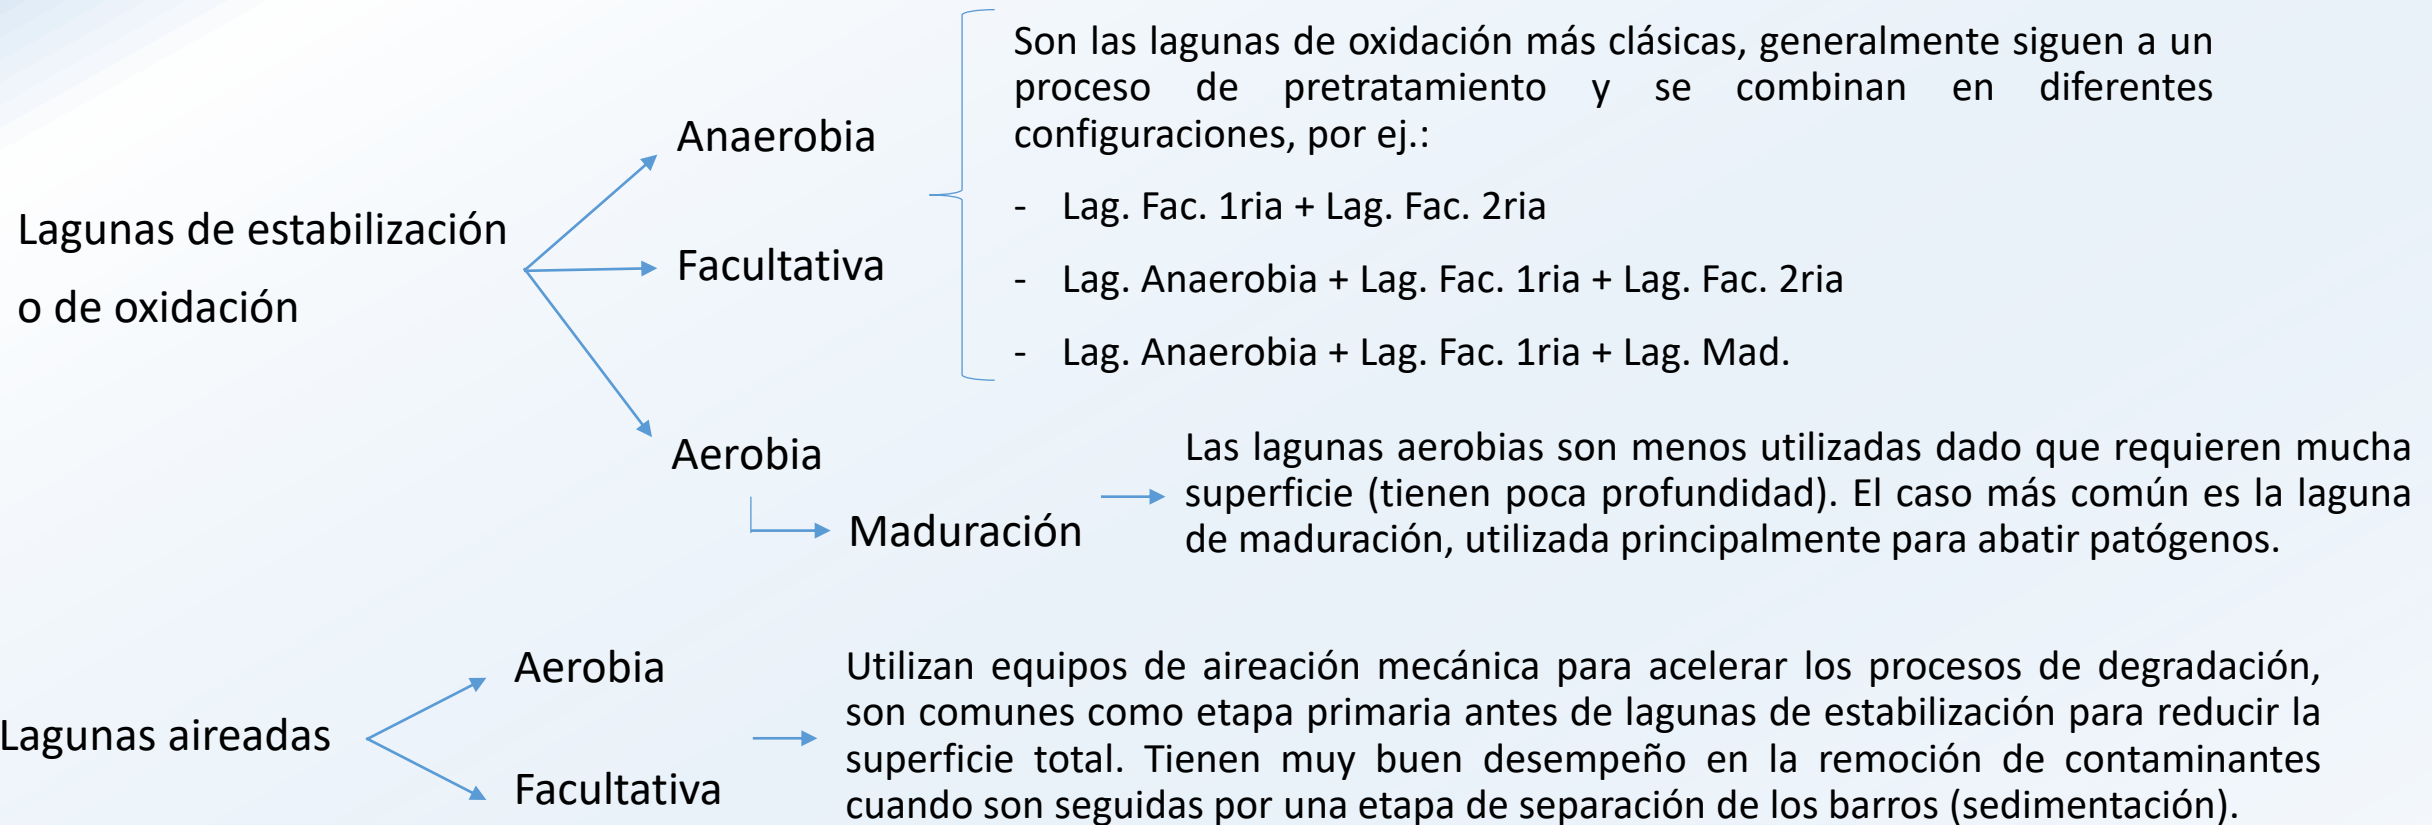 Lagunas de estabilización
o de oxidación
Anaerobia
Facultativa
Son las lagunas de oxidación más clásicas, generalmente siguen a un
proceso de pretratamiento y se combinan en diferentes
configuraciones, por ej.:
- Lag. Fac. 1ria + Lag. Fac. 2ria
- Lag. Anaerobia + Lag. Fac. 1ria + Lag. Fac. 2ria
- Lag. Anaerobia + Lag. Fac. 1ria + Lag. Mad.
Aerobia
Maduración
Las lagunas aerobias son menos utilizadas dado que requieren mucha
superficie (tienen poca profundidad). El caso más común es la laguna
de maduración, utilizada principalmente para abatir patógenos.
Lagunas aireadas
Aerobia
Facultativa
Utilizan equipos de aireación mecánica para acelerar los procesos de degradación,
son comunes como etapa primaria antes de lagunas de estabilización para reducir la
superficie total. Tienen muy buen desempeño en la remoción de contaminantes
cuando son seguidas por una etapa de separación de los barros (sedimentación).